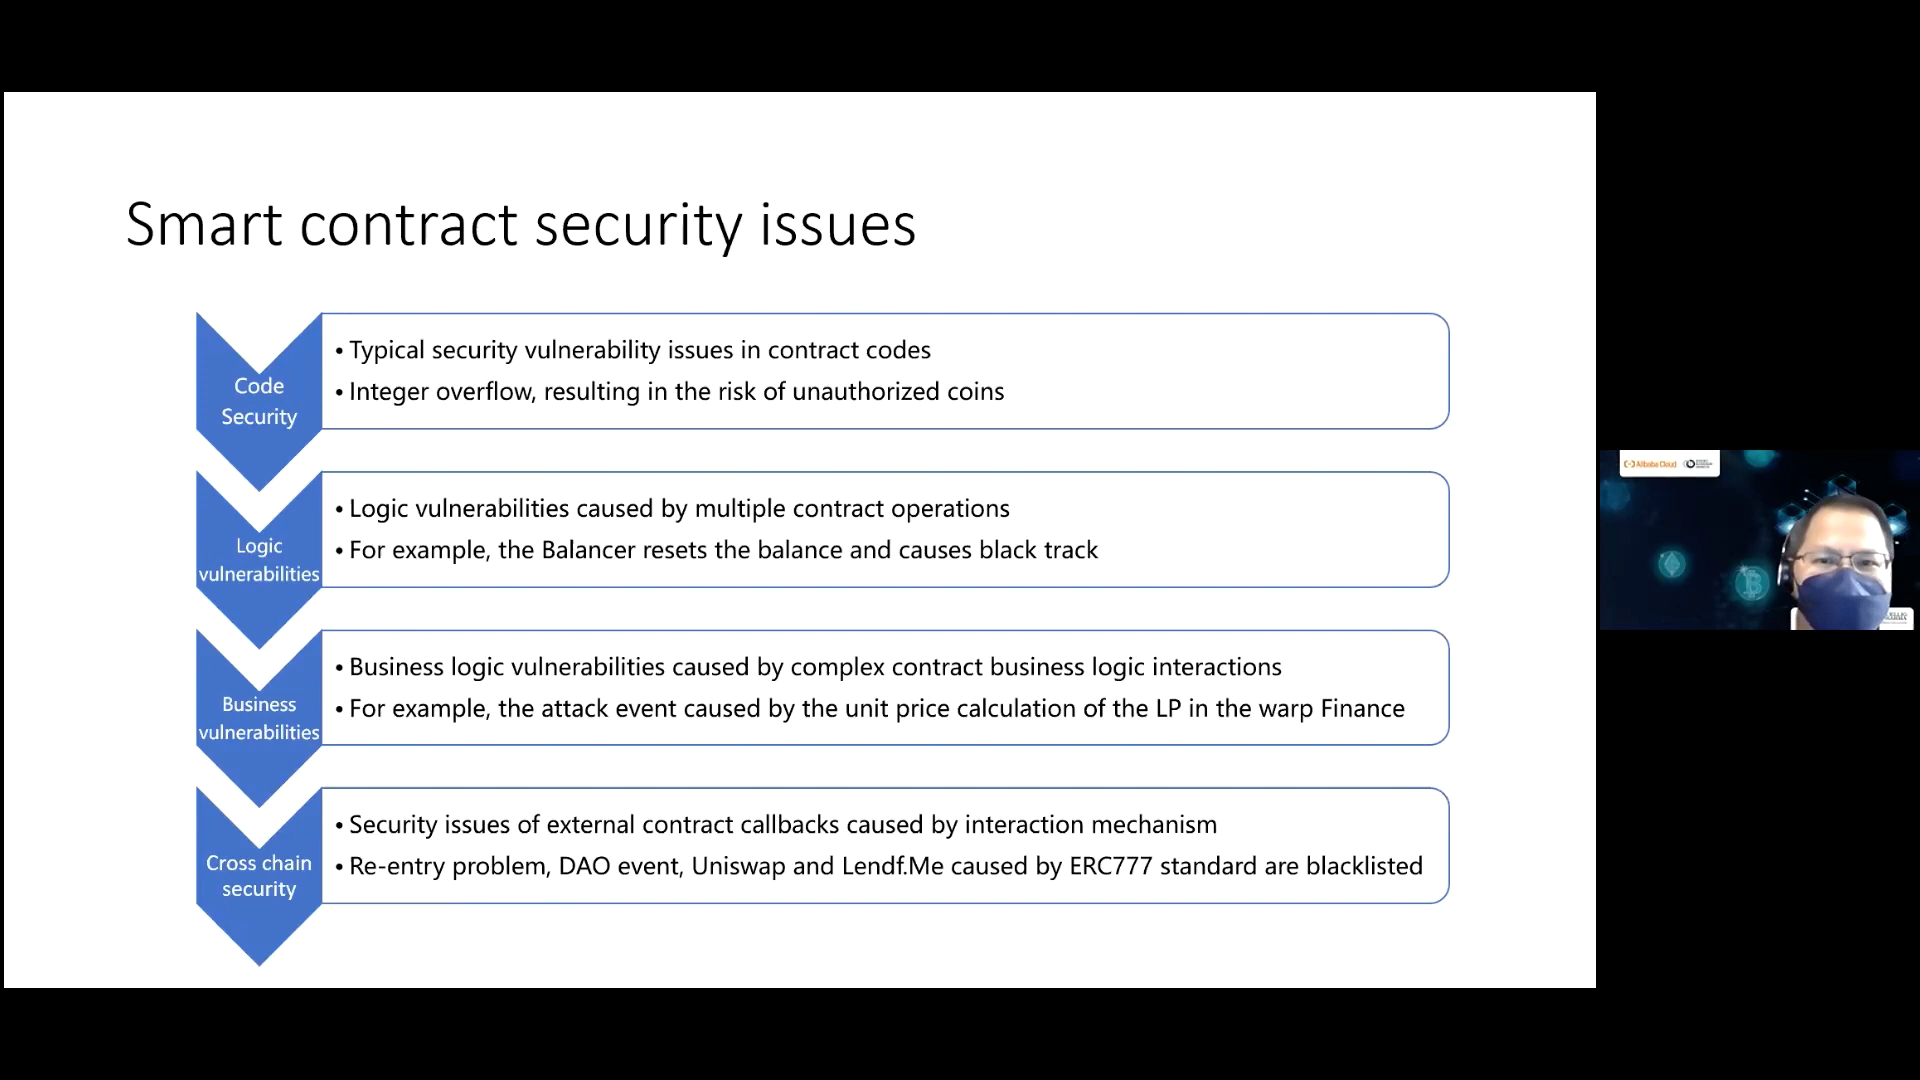 Smart contract security issues
Code
Security
• Typical security vulnerability issues in contract codes
• Integer overflow, resulting in the risk of unauthorized coins
Logic
vulnerabilities
• Logic vulnerabilities caused by multiple contract operations
• For example, the Balancer resets the balance and causes black track
Business
vulnerabilities
• Business logic vulnerabilities caused by complex contract business logic interactions
• For example, the attack event caused by the unit price calculation of the LP in the warp Finance
Cross chain
security
• Security issues of external contract callbacks caused by interaction mechanism
• Re-entry problem, DAO event, Uniswap and Lendf.Me caused by ERC777 standard are blacklisted
Alibaba Cloud